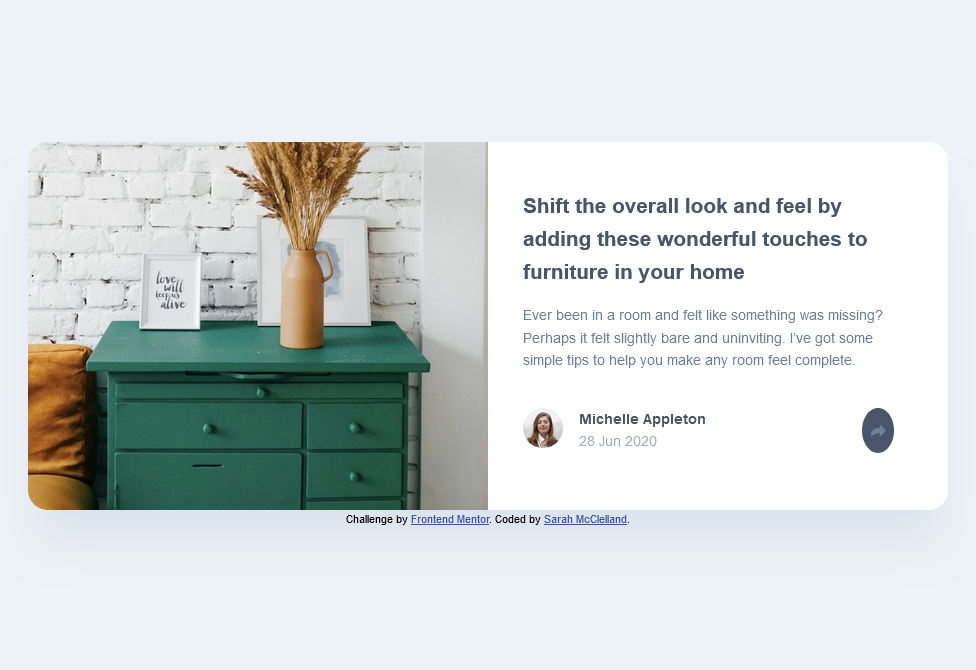 Shift the overall look and feel by
adding these wonderful touches to
furniture in your home
love
will
keep us
alive
Ever been in a room and felt like something was missing?
Perhaps it felt slightly bare and uninviting. I’ve got some
simple tips to help you make any room feel complete.
Michelle Appleton
28 Jun 2020
Challenge by Frontend Mentor. Coded by Sarah McClelland.